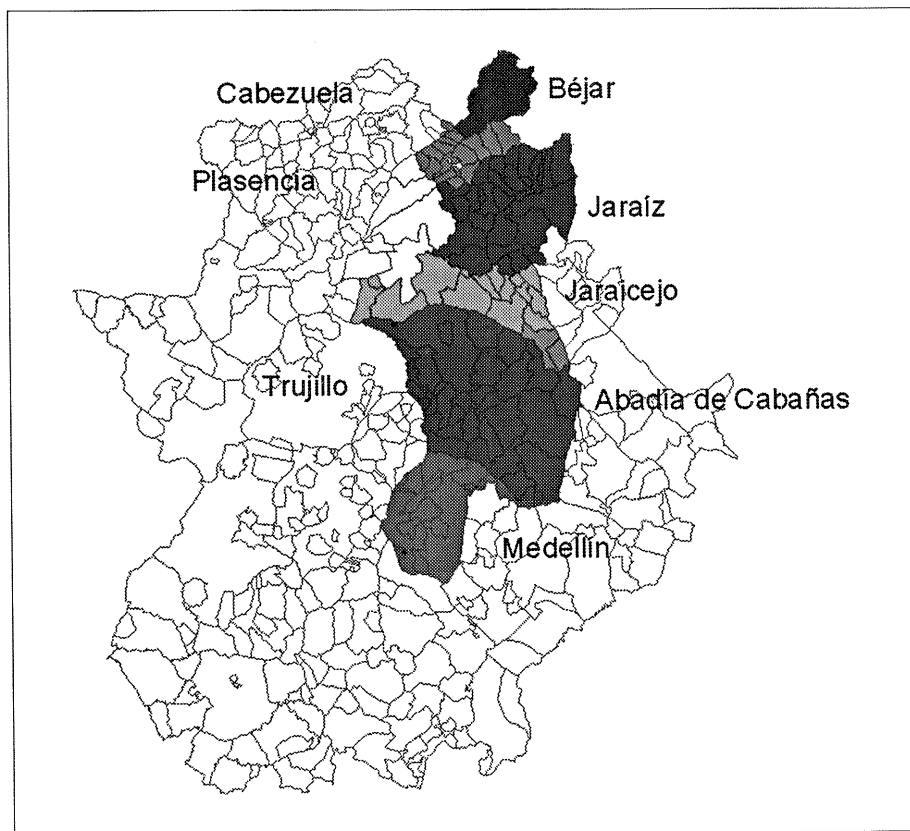 Béjar
Cabezuela
Plasencia
Jaraíz
Jaraicejo
Trujillo
Abadía de Cabañas
Medellín